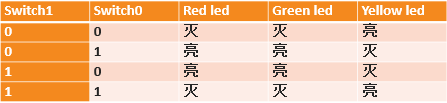 Switch1 Switch0 Red led Green led Yellow led
0 0 灭 灭 亮
0 1 亮 亮 灭
1 0 亮 亮 灭
1 1 灭 灭 亮